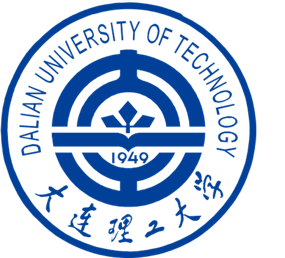 DALIAN UNIVERSITY OF TECHNOLOGY
1949
大连理工大学